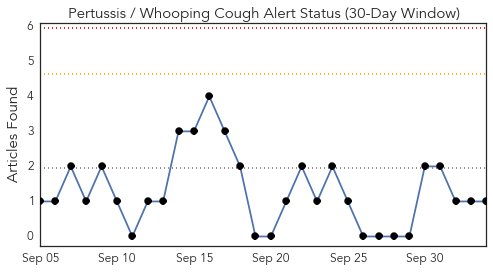 Pertussis / Whooping Cough Alert Status (30-Day Window)
Articles Found
6
5
4
3
2
1
0
Sep 05 Sep 10 Sep 15 Sep 20 Sep 25 Sep 30